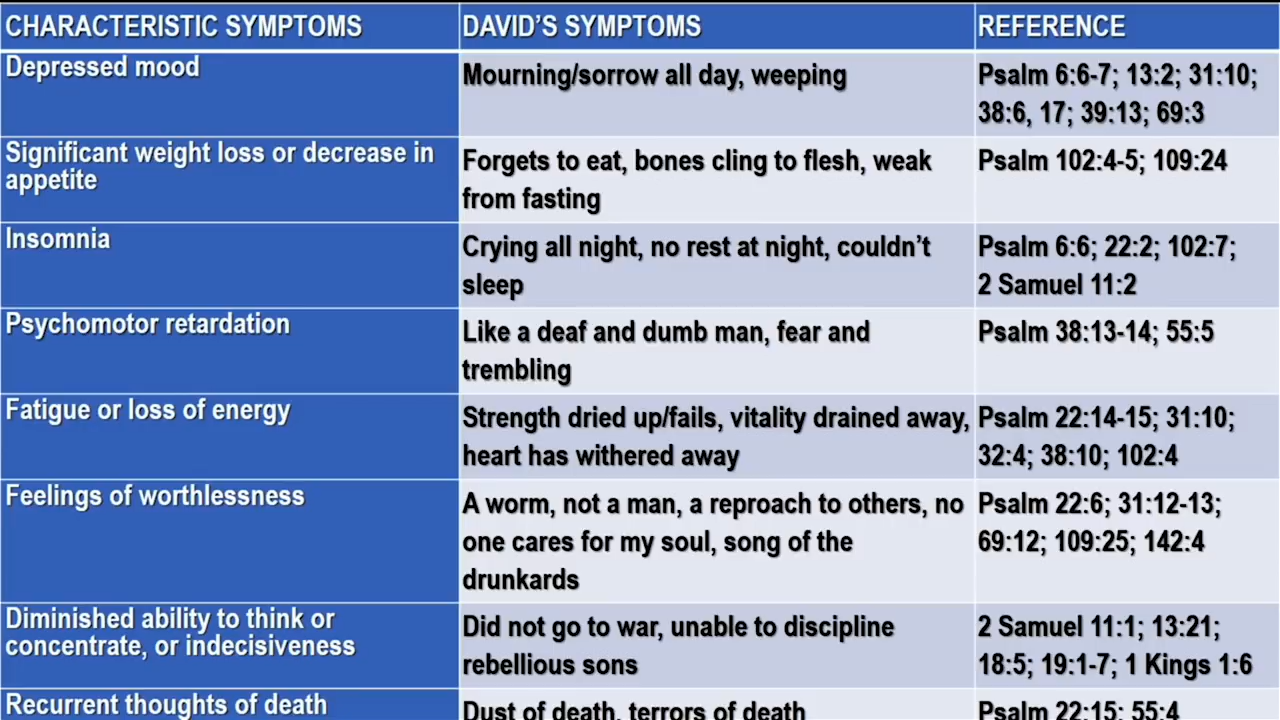 CHARACTERISTIC SYMPTOMS
DAVID'S SYMPTOMS
REFERENCE
Depressed mood
Mourning/sorrow all day, weeping
Psalm 6:6-7; 13:2; 31:10;
38:6, 17; 39:13; 69:3
Significant weight loss or decrease in
appetite
Forgets to eat, bones cling to flesh, weak
from fasting
Psalm 102:4-5; 109:24
Insomnia
Crying all night, no rest at night, couldn't
sleep
Psalm 6:6; 22:2; 102:7;
2 Samuel 11:2
Psychomotor retardation
Like a deaf and dumb man, fear and
trembling
Psalm 38:13-14; 55:5
Fatigue or loss of energy
Strength dried up/fails, vitality drained away,
heart has withered away
Psalm 22:14-15; 31:10;
32:4; 38:10; 102:4
Feelings of worthlessness
A worm, not a man, a reproach to others, no
one cares for my soul, song of the
drunkards
Psalm 22:6; 31:12-13;
69:12; 109:25; 142:4
Diminished ability to think or
concentrate, or indecisiveness
Did not go to war, unable to discipline
rebellious sons
2 Samuel 11:1; 13:21;
18:5; 19:1-7; 1 Kings 1:6
Recurrent thoughts of death
Dust of death, terrors of death
Psalm 22:15; 55:4